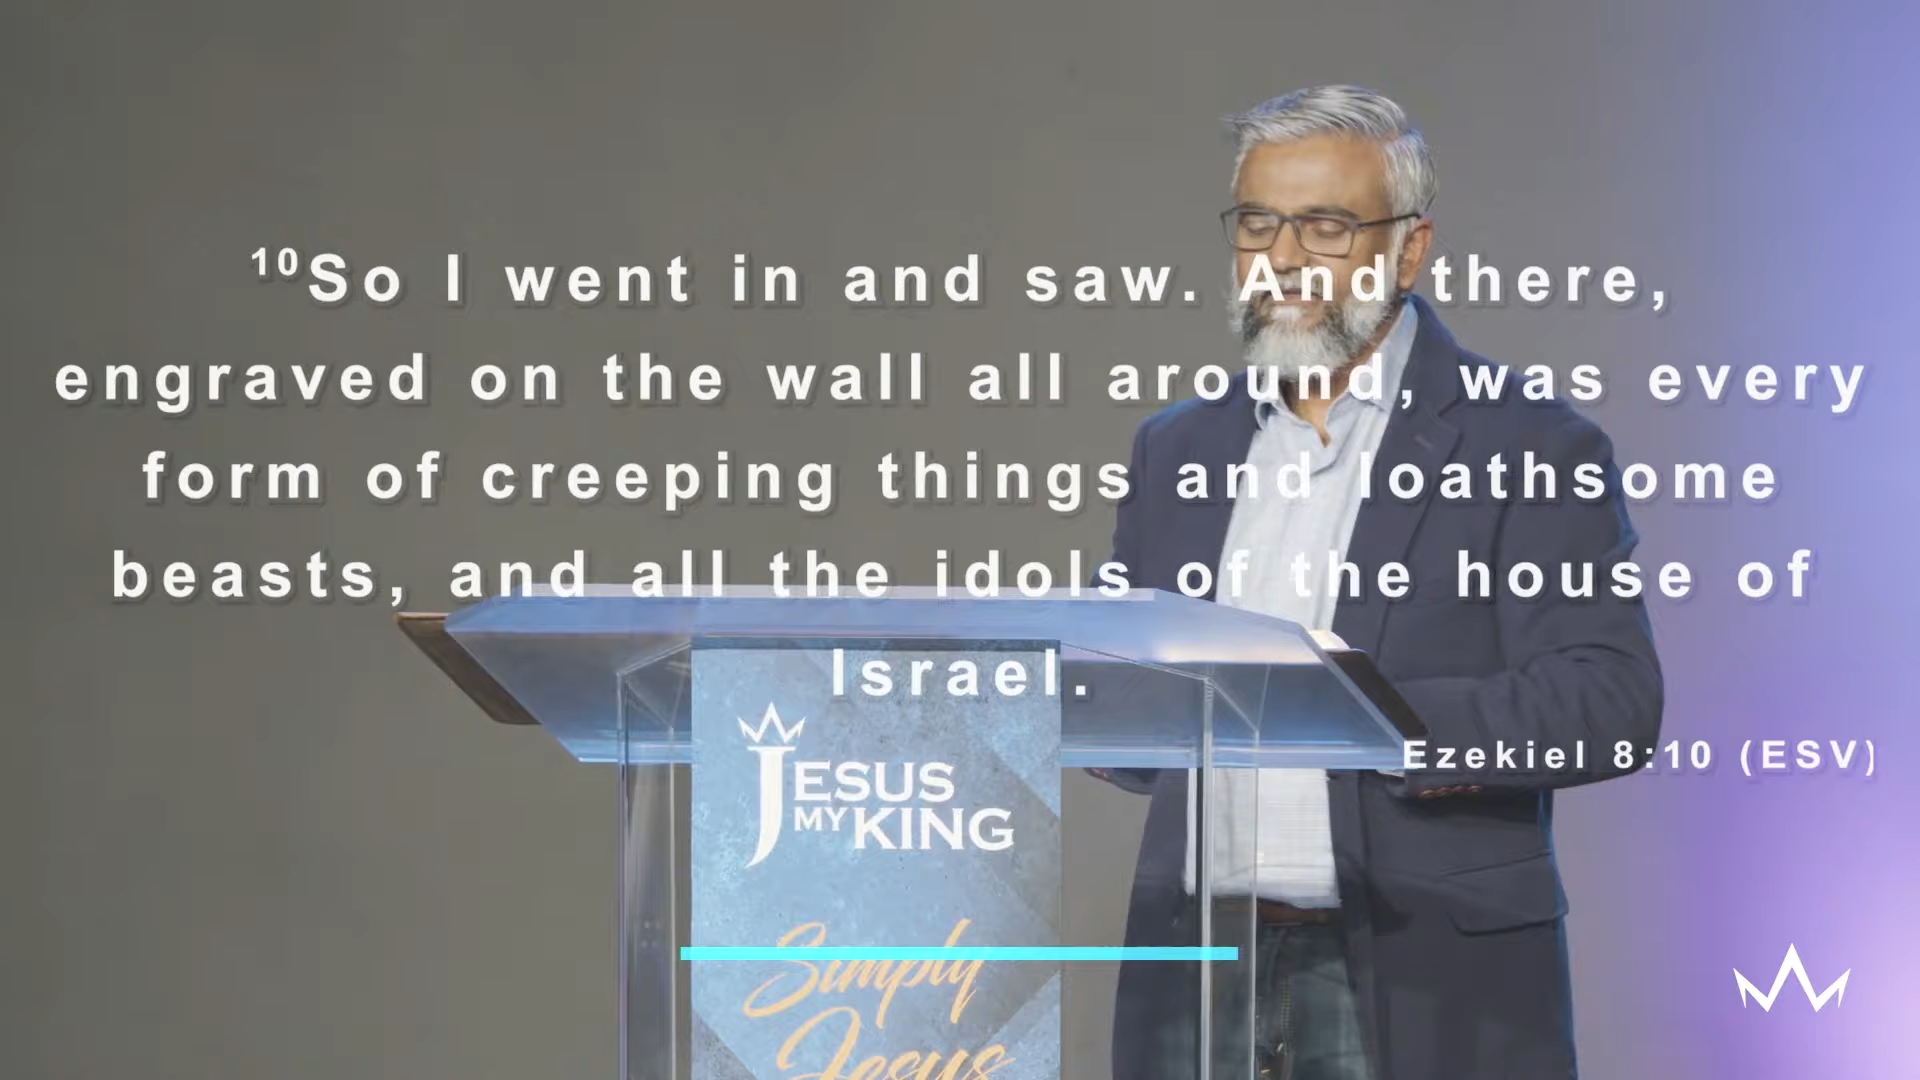 ¹⁰So I went in and saw. And there,
engraved on the wall all around, was every
form of creeping things and loathsome
beasts, and all the idols of the house of
Israel.
Ezekiel 8:10 (ESV)
JESUS
MY KING
Simply
Jesus